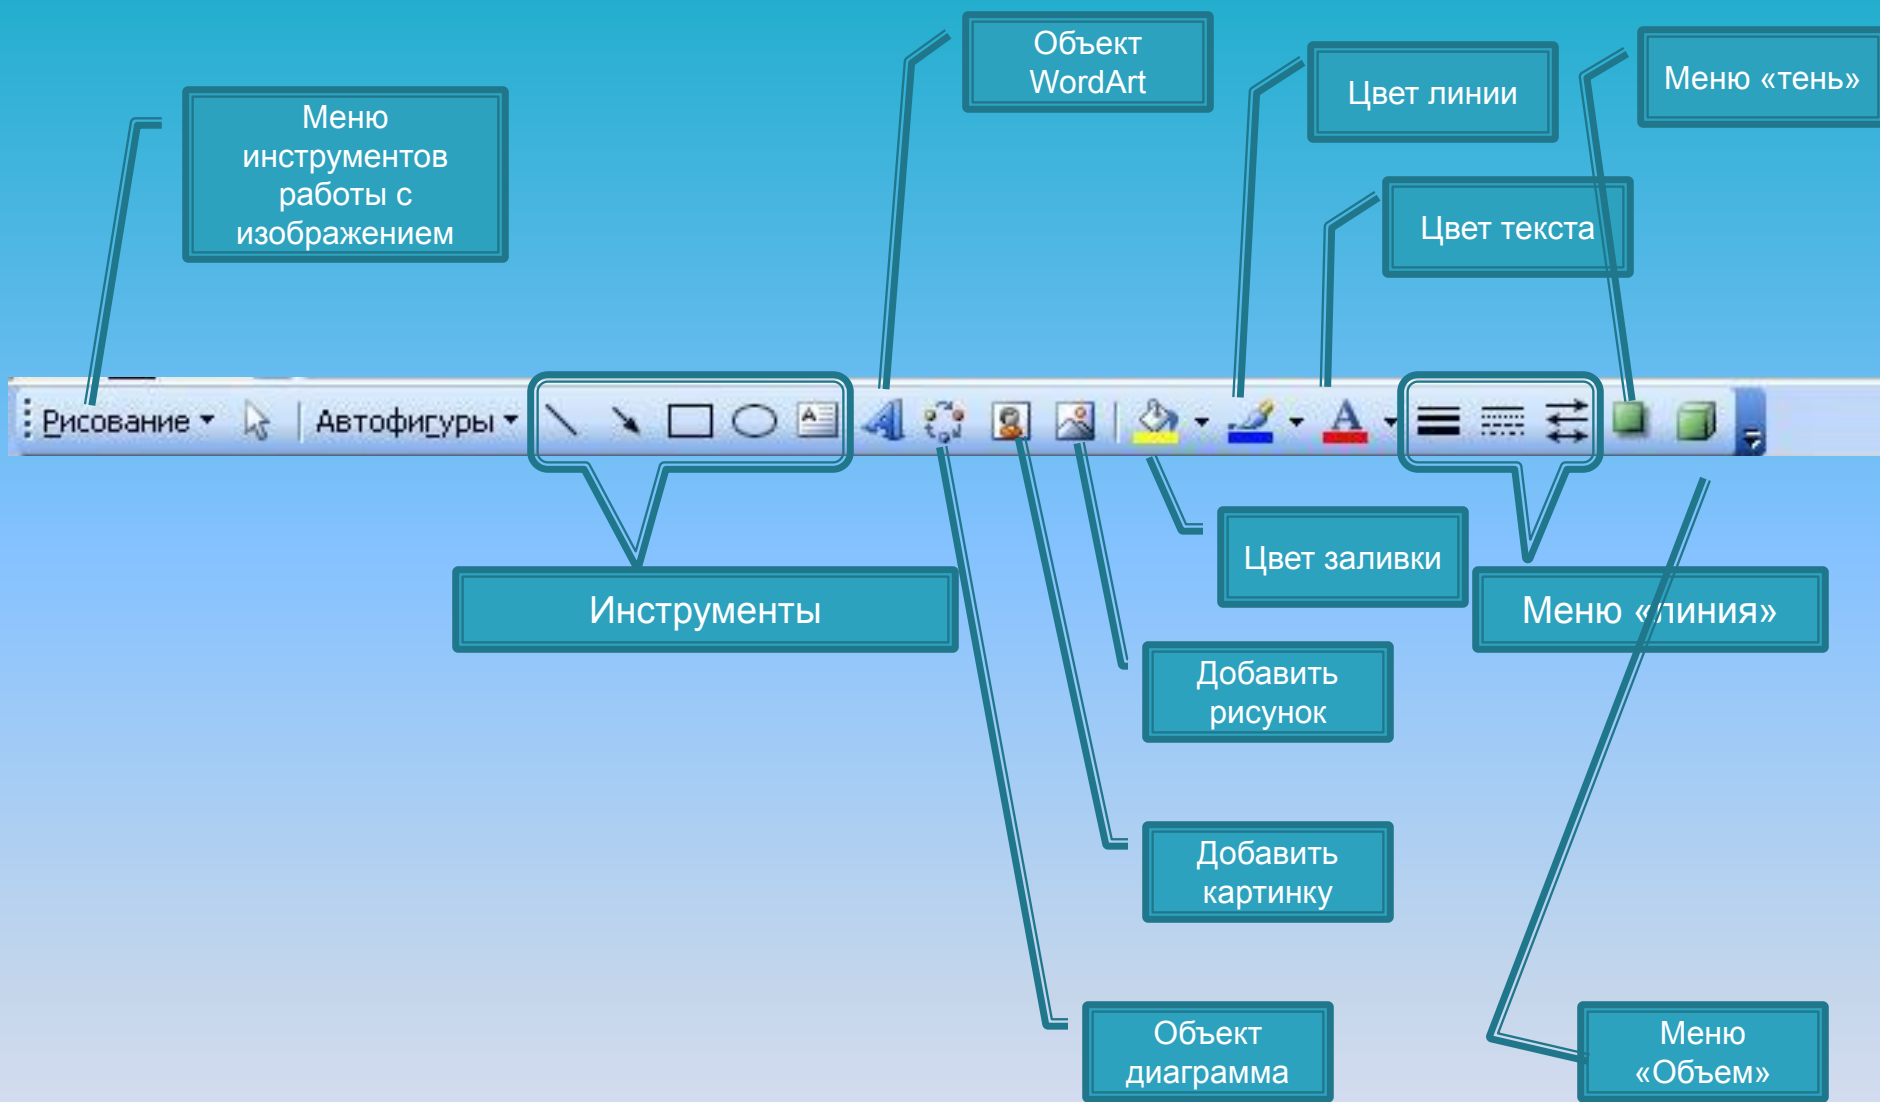 Объект
WordArt
Цвет линии
Меню «тень»
Меню
инструментов
работы с
изображением
Цвет текста
Рисование
Автофигуры
A
Цвет заливки
Инструменты
Меню «линия»
Добавить
рисунок
Добавить
картинку
Объект
диаграмма
Меню
«Объем»